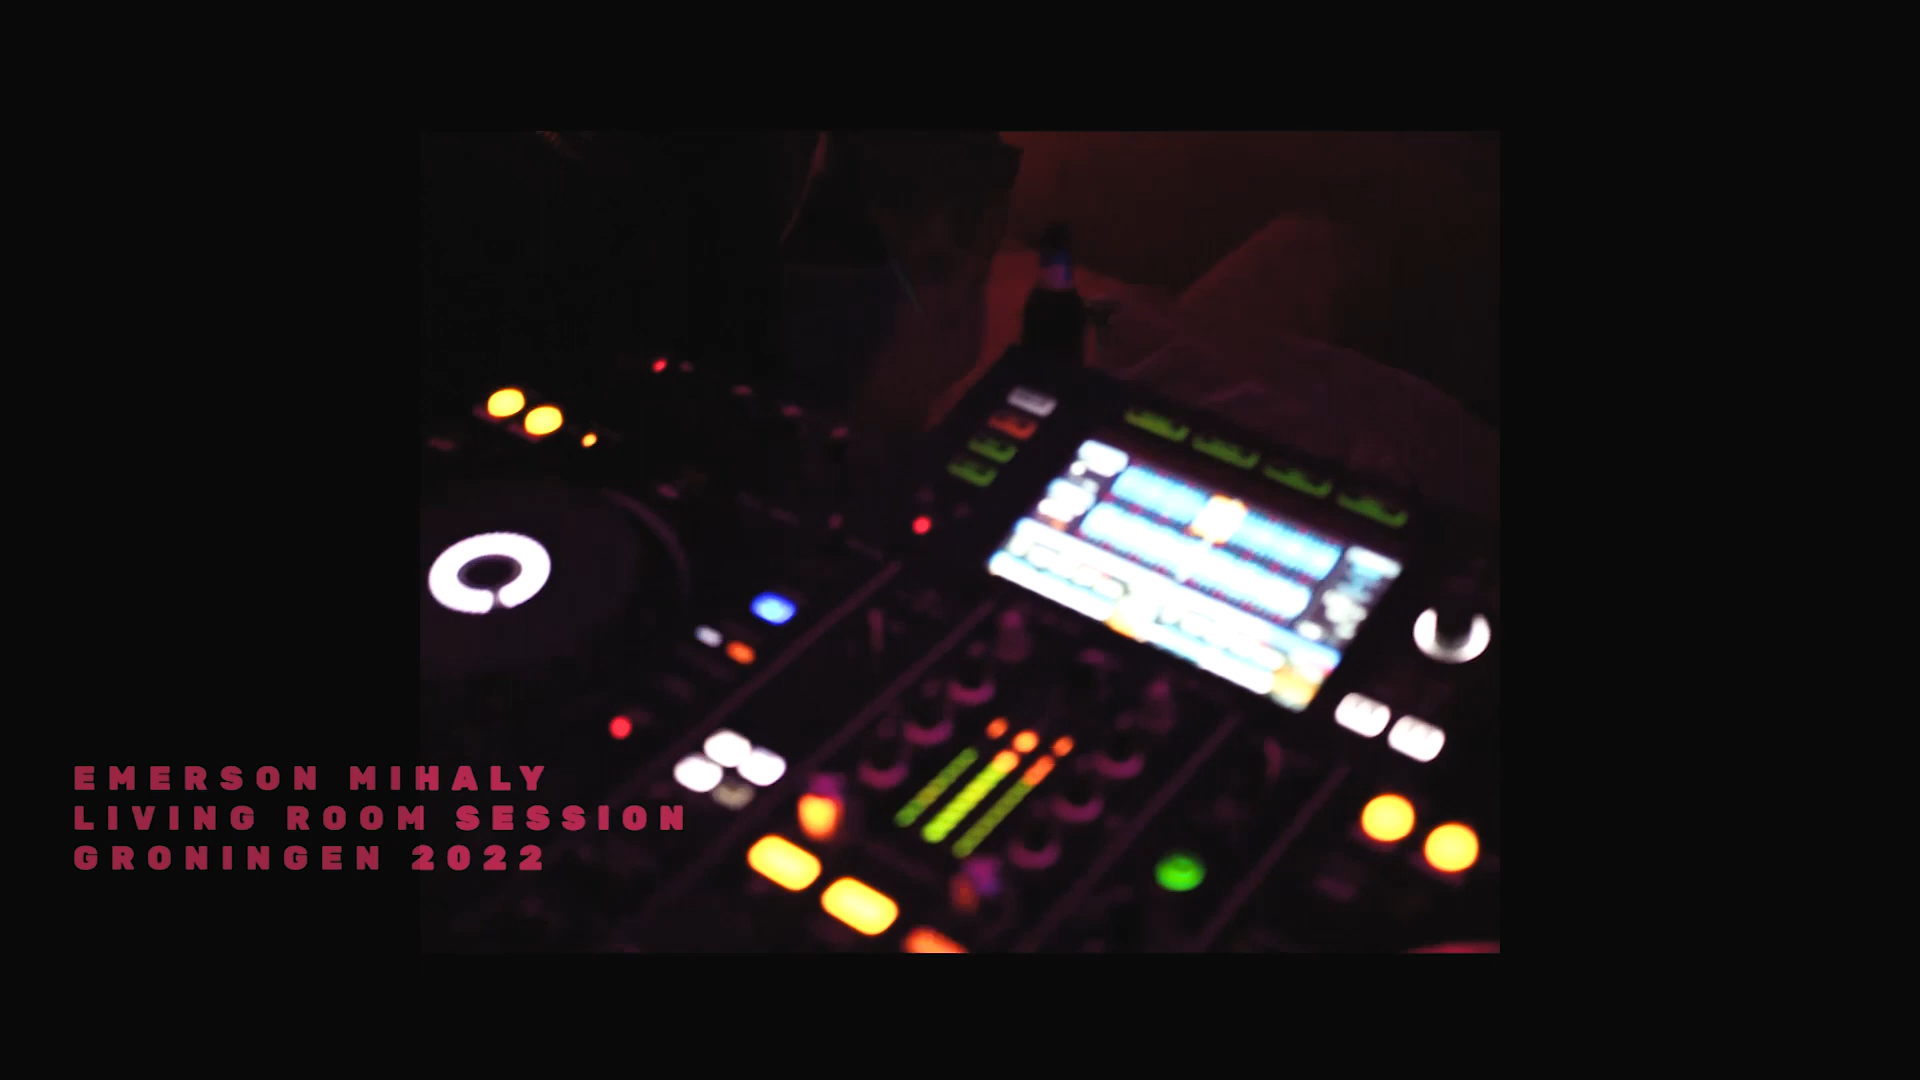 EMERSON MIHALY
LIVING ROOM SESSION
GRONINGEN 2022